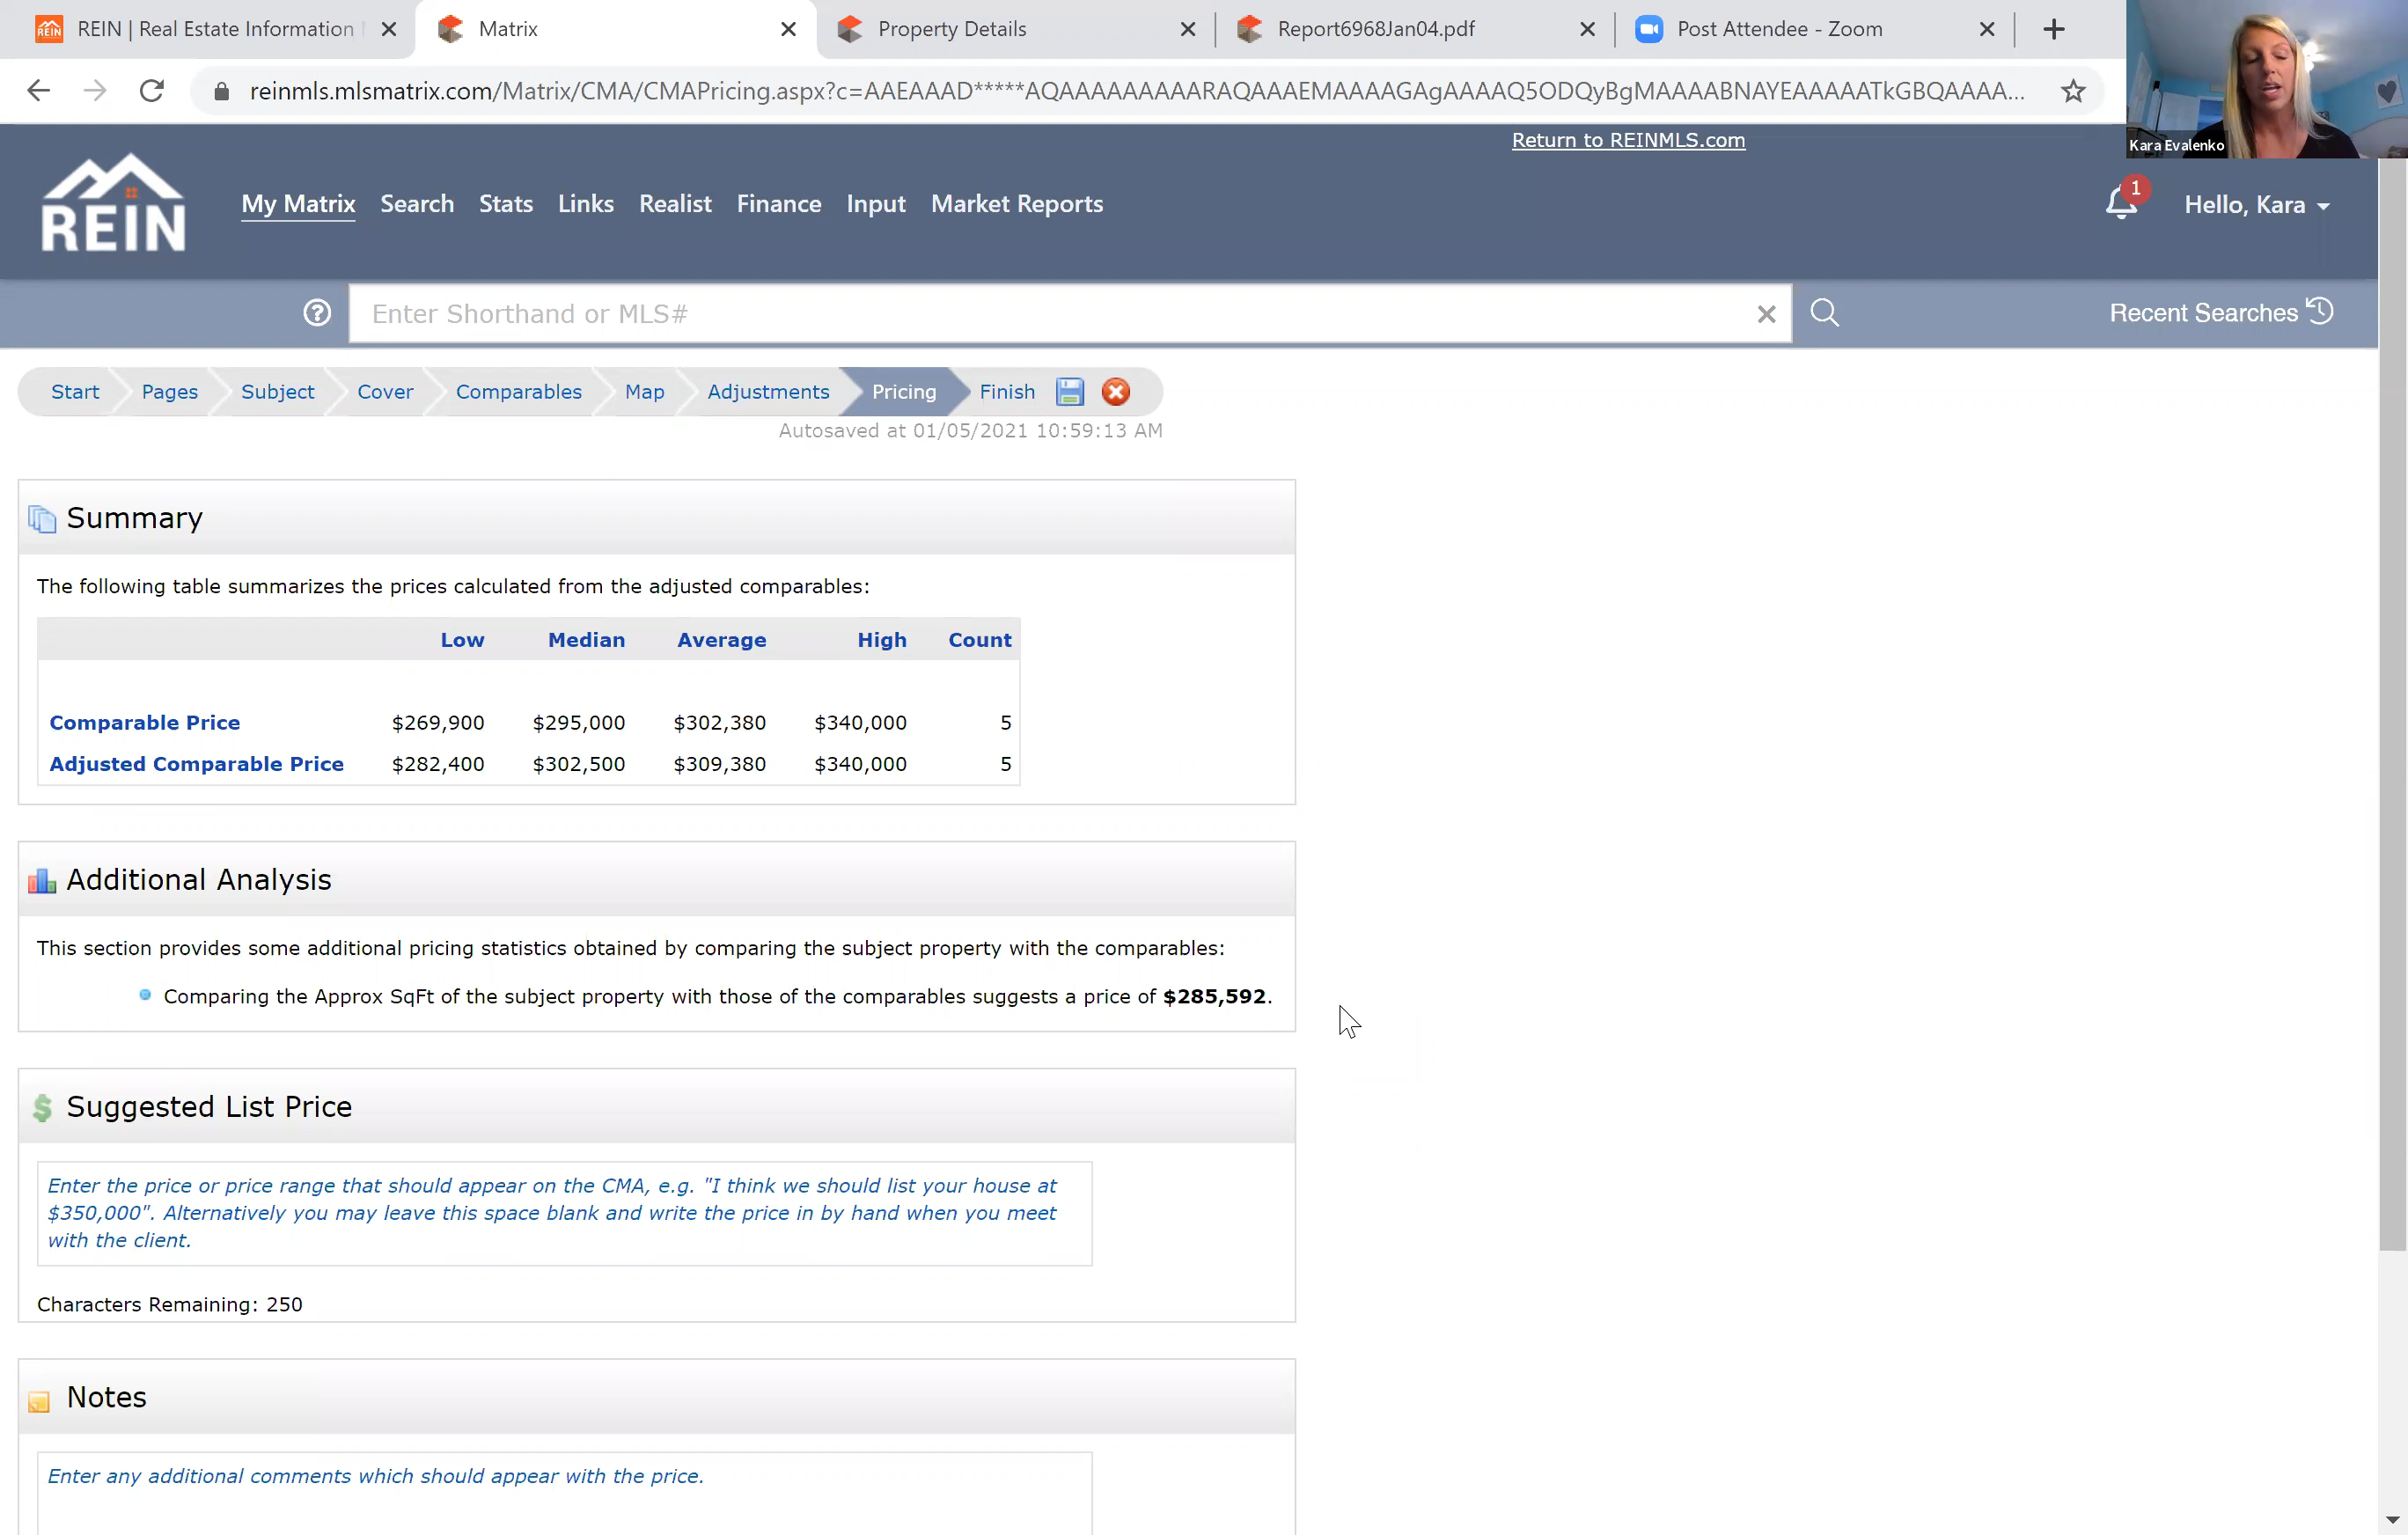 REIN | Real Estate Information
Matrix
Property Details
Report6968Jan04.pdf
Post Attendee - Zoom
reinmls.mlsmatrix.com/Matrix/CMA/CMAPricing.aspx?c=AAEAAAD*****AQAAAAAAAAARAQAAAEMAAAAGAgAAAAQ5ODQyBgMAAAABNAYEAAAAATkGBQAAAA...
Kara Evalenko
Return to REINMLS.com
REIN
My Matrix Search Stats Links Realist Finance Input Market Reports
1
Hello, Kara
Enter Shorthand or MLS#
Recent Searches
Start Pages Subject Cover Comparables Map Adjustments Pricing Finish
Autosaved at 01/05/2021 10:59:13 AM
Summary
The following table summarizes the prices calculated from the adjusted comparables:
Low Median Average High Count
Comparable Price $269,900 $295,000 $302,380 $340,000 5
Adjusted Comparable Price $282,400 $302,500 $309,380 $340,000 5
Additional Analysis
This section provides some additional pricing statistics obtained by comparing the subject property with the comparables:
Comparing the Approx SqFt of the subject property with those of the comparables suggests a price of $285,592.
Suggested List Price
Enter the price or price range that should appear on the CMA, e.g. "I think we should list your house at
$350,000". Alternatively you may leave this space blank and write the price in by hand when you meet
with the client.
Characters Remaining: 250
Notes
Enter any additional comments which should appear with the price.